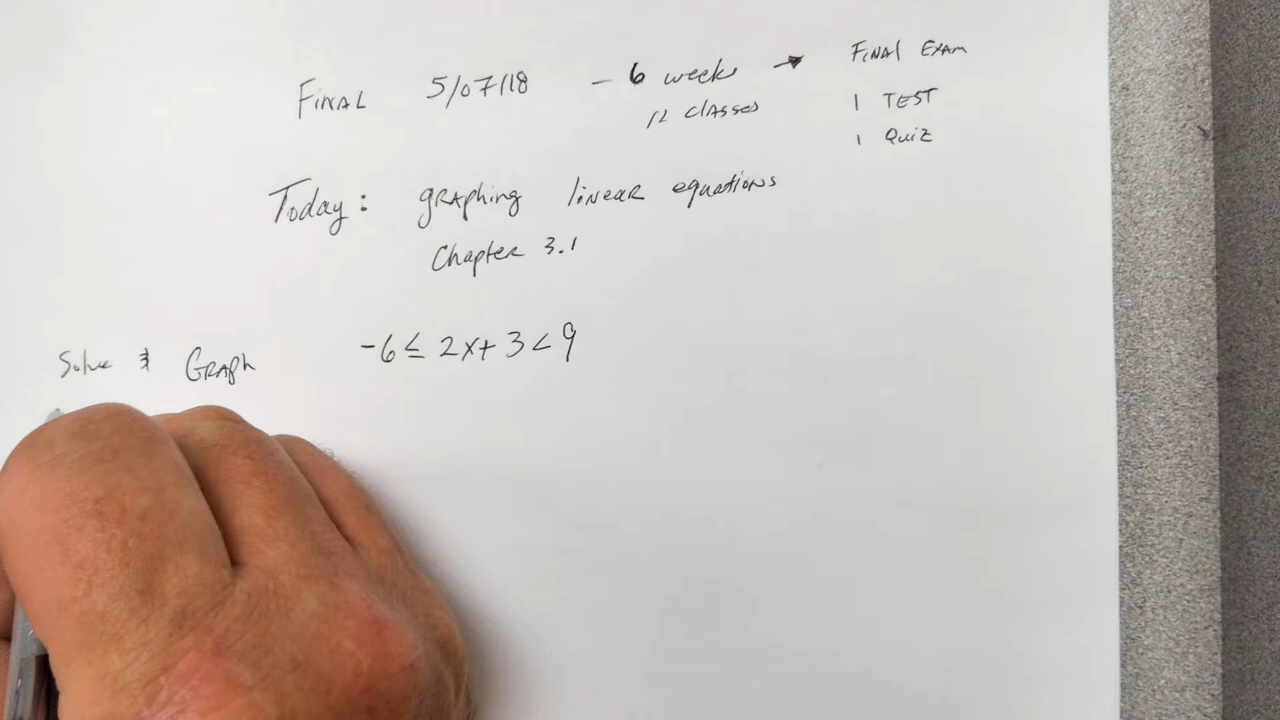 Final 5/07/18 - 6 weeks → Final Exam
12 classes 1 Test
1 Quiz
Today: graphing linear equations
Chapter 3.1
Solve & Graph -6 ≤ 2x + 3 < 9